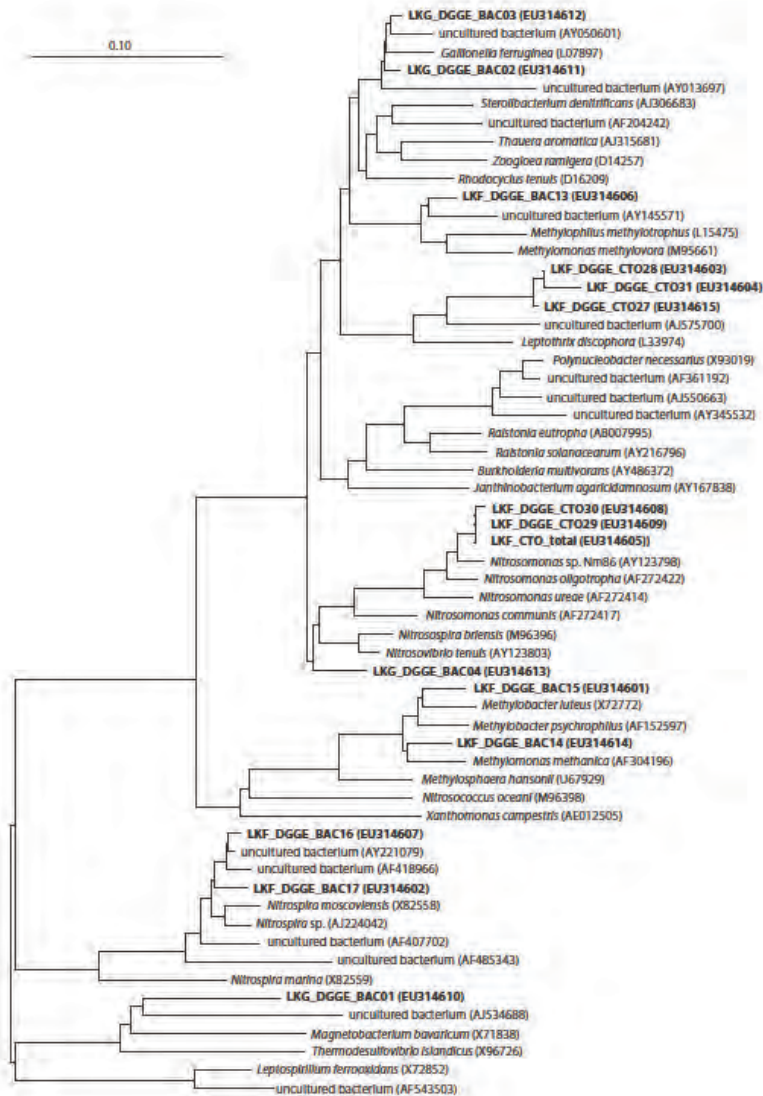 LKG_DGGE_BAC03 (EU314612)
0.10
uncultured bacterium (AY050601)
Gallionella ferruginea (L07897)
LKG_DGGE_BAC02 (EU314611)
uncultured bacterium (AY013697)
Sterolibacterium denitrificans (AJ306683)
uncultured bacterium (AF204242)
Thauera aromatica (AJ315681)
Zoogloea ramigera (D14257)
Rhodocyclus tenuis (D16209)
LKF_DGGE_BAC13 (EU314606)
uncultured bacterium (AY145571)
Methylophilus methylotrophus (L15475)
Methylomonas methylovora (M95661)
LKF_DGGE_CTO28 (EU314603)
LKF_DGGE_CTO31 (EU314604)
LKF_DGGE_CTO27 (EU314615)
uncultured bacterium (AJ575700)
Leptothrix discophora (L33974)
Polynucleobacter necessarius (X93019)
uncultured bacterium (AF361192)
uncultured bacterium (AJ550663)
uncultured bacterium (AY345532)
Ralstonia eutropha (AB007995)
Ralstonia solanacearum (AY216796)
Burkholderia multivorans (AY486372)
Janthinobacterium agaricidamnosum (AY167838)
LKF_DGGE_CTO30 (EU314608)
LKF_DGGE_CTO29 (EU314609)
LKF_CTO_total (EU314605))
Nitrosomonas sp. Nm86 (AY123798)
Nitrosomonas oligotropha (AF272422)
Nitrosomonas ureae (AF272414)
Nitrosomonas communis (AF272417)
Nitrosospira briensis (M96396)
Nitrosovibrio tenuis (AY123803)
LKG_DGGE_BAC04 (EU314613)
LKF_DGGE_BAC15 (EU314601)
Methylobacter luteus (X72772)
Methylobacter psychrophilus (AF152597)
LKF_DGGE_BAC14 (EU314614)
Methylomonas methanica (AF304196)
Methylosphaera hansonii (U67929)
Nitrosococcus oceani (M96398)
Xanthomonas campestris (AE012505)
LKF_DGGE_BAC16 (EU314607)
uncultured bacterium (AY221079)
uncultured bacterium (AF418966)
LKF_DGGE_BAC17 (EU314602)
Nitrospira moscoviensis (X82558)
Nitrospira sp. (AJ224042)
uncultured bacterium (AF407702)
uncultured bacterium (AF485343)
Nitrospira marina (X82559)
LKG_DGGE_BAC01 (EU314610)
uncultured bacterium (AJ534688)
Magnetobacterium bavaricum (X71838)
Thermodesulfovibrio islandicus (X96726)
Leptospirillum ferrooxidans (X72852)
uncultured bacterium (AF543503)